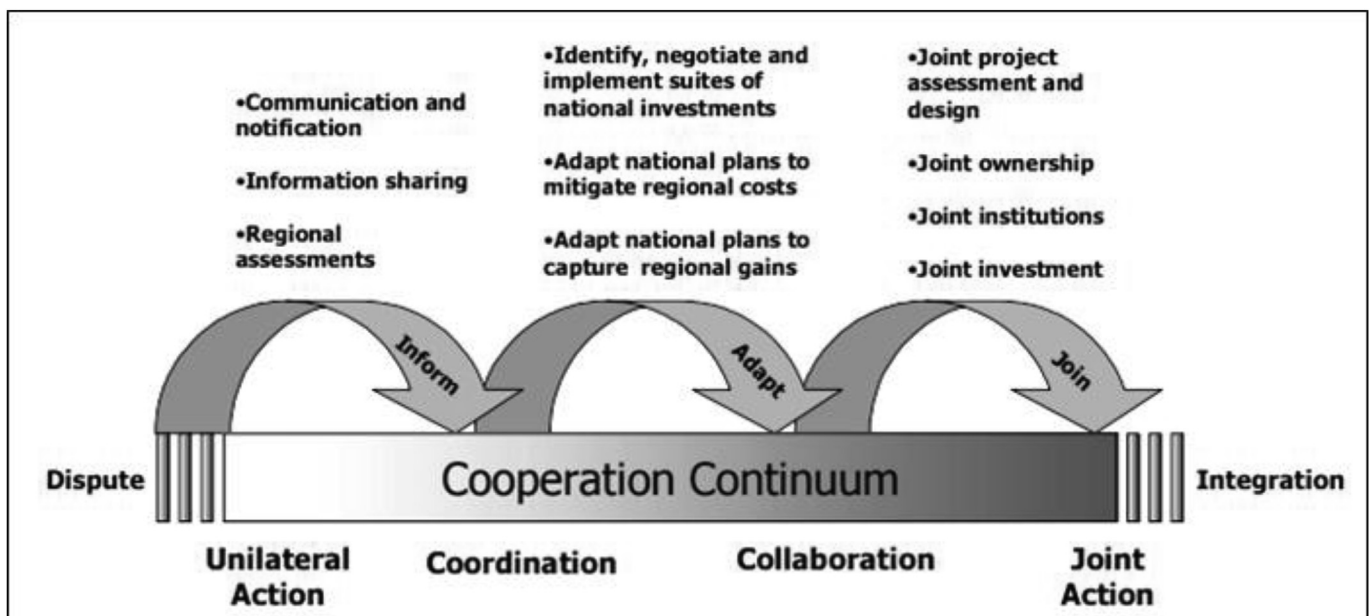 •Communication and
notification
•Information sharing
•Regional
assessments
•Identify, negotiate and
implement suites of
national investments
•Adapt national plans to
mitigate regional costs
•Adapt national plans to
capture regional gains
•Joint project
assessment and
design
•Joint ownership
•Joint institutions
•Joint investment
Inform
Adapt
Join
Dispute
Cooperation Continuum
Integration
Unilateral
Action
Coordination
Collaboration
Joint
Action